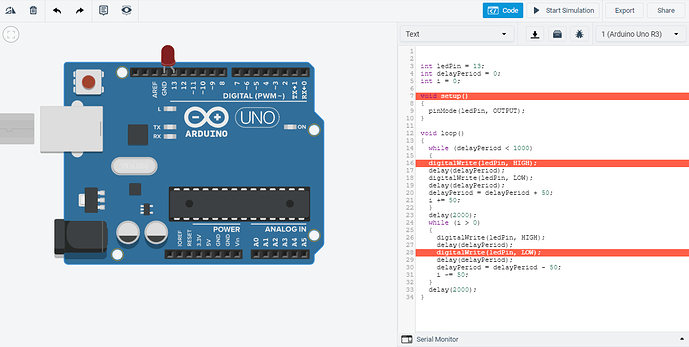 Code
Start Simulation
Export
Share
Text
1 (Arduino Uno R3)
AREF
GND
13
12
~11
~10
~9
8
7
~6
~5
4
~3
2
TX→1
RX←0
DIGITAL (PWM~)
L
TX
RX
ARDUINO
UNO
ON
POWER
ANALOG IN
IOREF
RESET
3.3V
5V
GND
GND
Vin
A0
A1
A2
A3
A4
A5
1
2
3 int ledPin = 13;
4 int delayPeriod = 0;
5 int i = 0;
6
7 void setup()
8 {
9 pinMode(ledPin, OUTPUT);
10 }
11
12 void loop()
13 {
14 while (delayPeriod < 1000)
15 {
16 digitalWrite(ledPin, HIGH);
17 delay(delayPeriod);
18 digitalWrite(ledPin, LOW);
19 delay(delayPeriod);
20 delayPeriod = delayPeriod + 50;
21 i += 50;
22 }
23 delay(2000);
24 while (i > 0)
25 {
26 digitalWrite(ledPin, HIGH);
27 delay(delayPeriod);
28 digitalWrite(ledPin, LOW);
29 delay(delayPeriod);
30 delayPeriod = delayPeriod - 50;
31 i -= 50;
32 }
33 delay(2000);
34 }
Serial Monitor